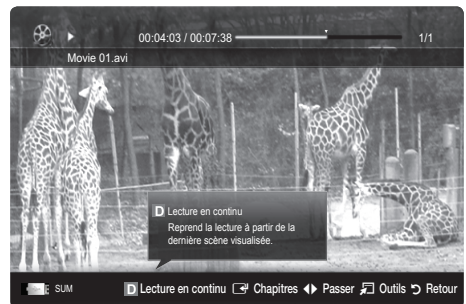 00:04:03 / 00:07:38 1/1
Movie 01.avi
D Lecture en continu
Reprend la lecture à partir de la
dernière scène visualisée.
SUM D Lecture en continu Chapitres Passer Outils Retour